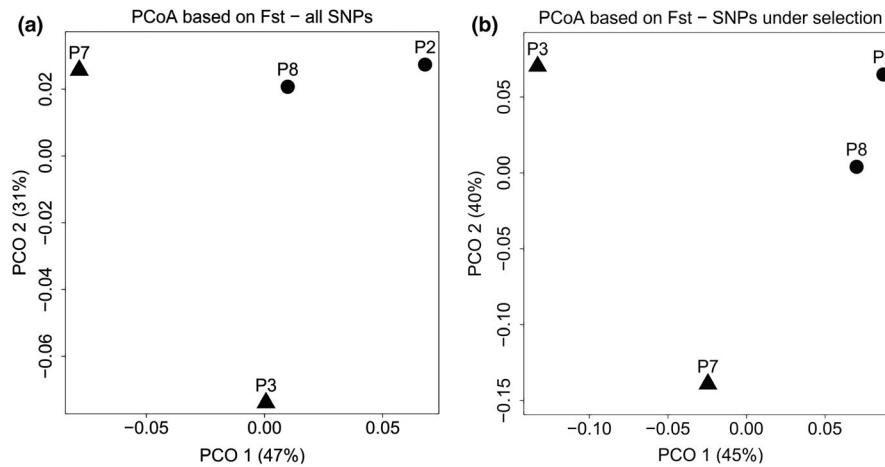 (a)
PCoA based on Fst − all SNPs
P7
P8
P2
P3
0.02
0.00
−0.02
−0.04
−0.06
PCO 2 (31%)
−0.05
0.00
0.05
PCO 1 (47%)
(b)
PCoA based on Fst − SNPs under selection
P3
P
P8
P7
0.05
0.00
−0.05
−0.10
−0.15
PCO 2 (40%)
−0.10
−0.05
0.00
0.05
PCO 1 (45%)